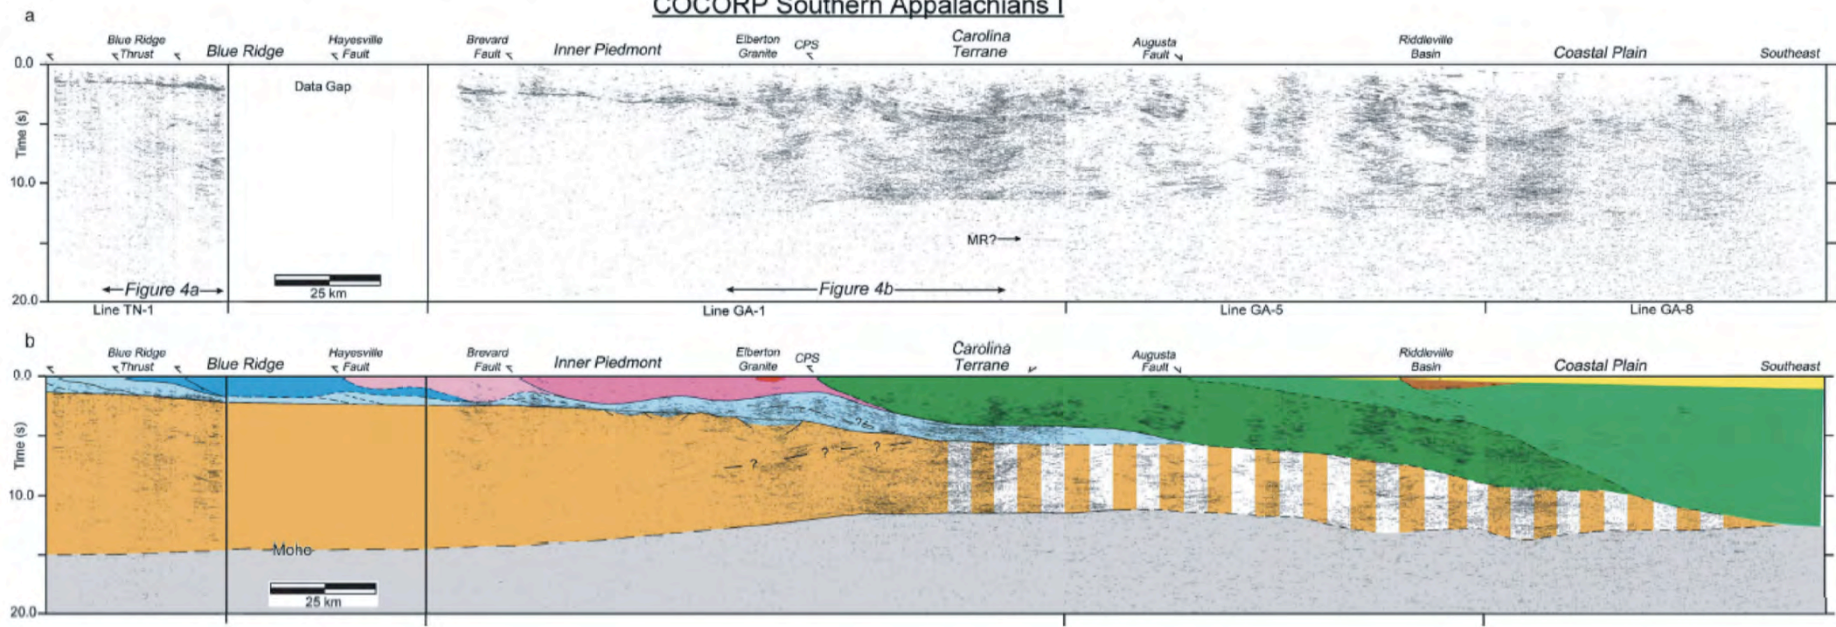 COCORP Southern Appalachians I
a
Blue Ridge Thrust
Blue Ridge
Hayesville Fault
Brevard Fault
Inner Piedmont
Elberton Granite
CPS
Carolina Terrane
Augusta Fault
Riddleville Basin
Coastal Plain
Southeast
0.0
Time (s)
10.0
20.0
Data Gap
MR?
Figure 4a
25 km
Figure 4b
Line TN-1
Line GA-1
Line GA-5
Line GA-8
b
Blue Ridge Thrust
Blue Ridge
Hayesville Fault
Brevard Fault
Inner Piedmont
Elberton Granite
CPS
Carolina Terrane
Augusta Fault
Riddleville Basin
Coastal Plain
Southeast
0.0
Time (s)
10.0
20.0
?
?
?
Moho
25 km